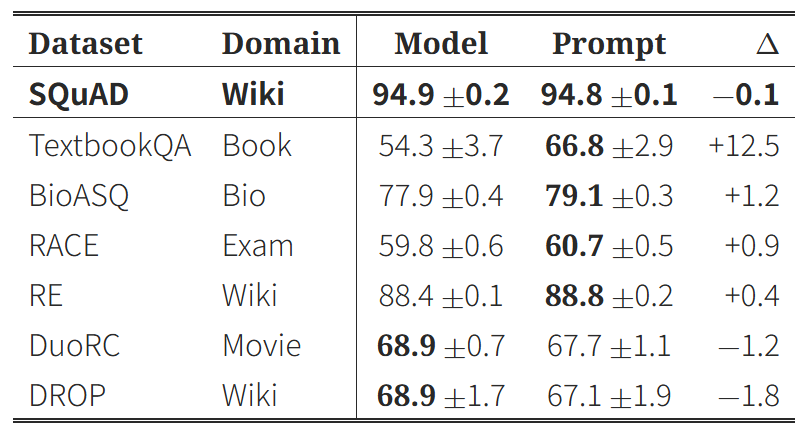 Dataset Domain Model Prompt Δ
SQuAD Wiki 94.9 ±0.2 94.8 ±0.1 −0.1
TextbookQA Book 54.3 ±3.7 66.8 ±2.9 +12.5
BioASQ Bio 77.9 ±0.4 79.1 ±0.3 +1.2
RACE Exam 59.8 ±0.6 60.7 ±0.5 +0.9
RE Wiki 88.4 ±0.1 88.8 ±0.2 +0.4
DuoRC Movie 68.9 ±0.7 67.7 ±1.1 −1.2
DROP Wiki 68.9 ±1.7 67.1 ±1.9 −1.8